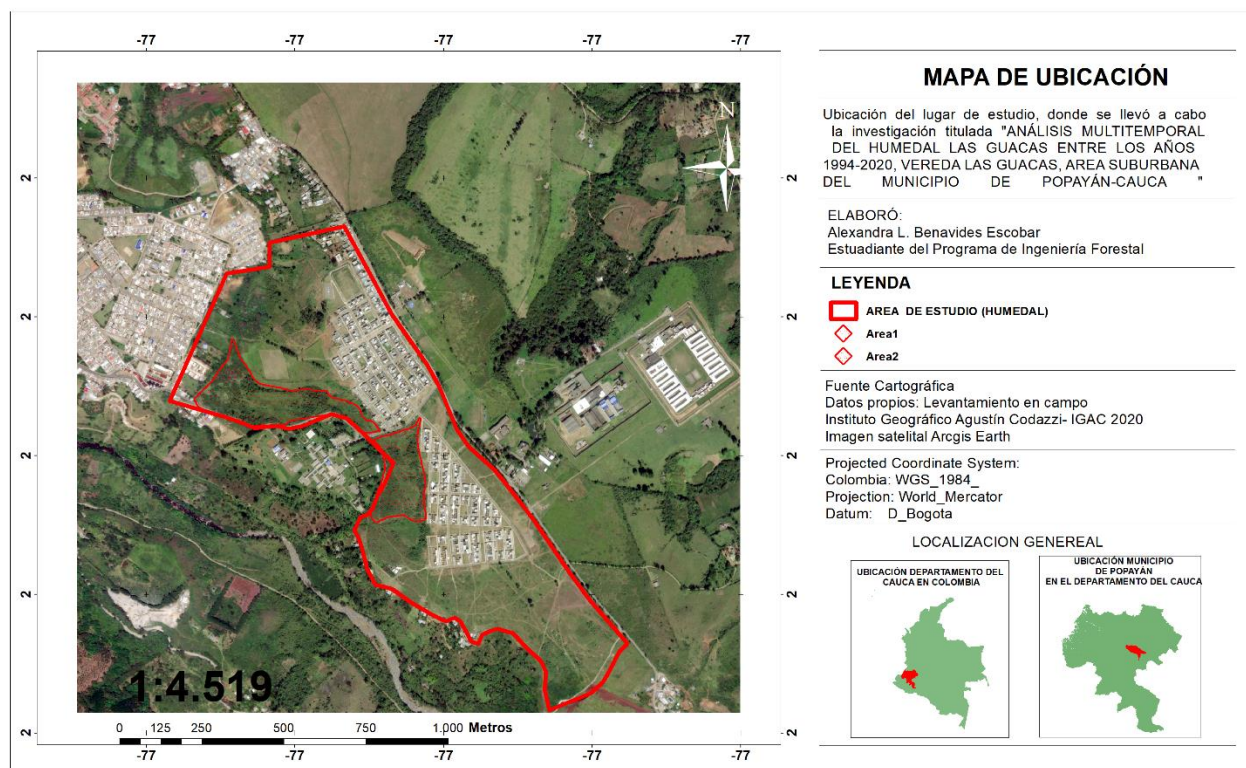 -77 -77 -77 -77 -77
2 2
2 2
2 2
2 2
2 2
N
1:4.519
0 125 250 500 750 1.000 Metros
-77 -77 -77 -77 -77
MAPA DE UBICACIÓN
Ubicación del lugar de estudio, donde se llevó a cabo
la investigación titulada "ANÁLISIS MULTITEMPORAL
DEL HUMEDAL LAS GUACAS ENTRE LOS AÑOS
1994-2020, VEREDA LAS GUACAS, AREA SUBURBANA
DEL MUNICIPIO DE POPAYÁN-CAUCA "
ELABORÓ:
Alexandra L. Benavides Escobar
Estuadiante del Programa de Ingeniería Forestal
LEYENDA
AREA DE ESTUDIO (HUMEDAL)
Area1
Area2
Fuente Cartográfica
Datos propios: Levantamiento en campo
Instituto Geográfico Agustín Codazzi- IGAC 2020
Imagen satelital Arcgis Earth
Projected Coordinate System:
Colombia: WGS_1984_
Projection: World_Mercator
Datum: D_Bogota
LOCALIZACION GENEREAL
UBICACIÓN DEPARTAMENTO DEL
CAUCA EN COLOMBIA
UBICACIÓN MUNICIPIO
DE POPAYÁN
EN EL DEPARTAMENTO DEL CAUCA